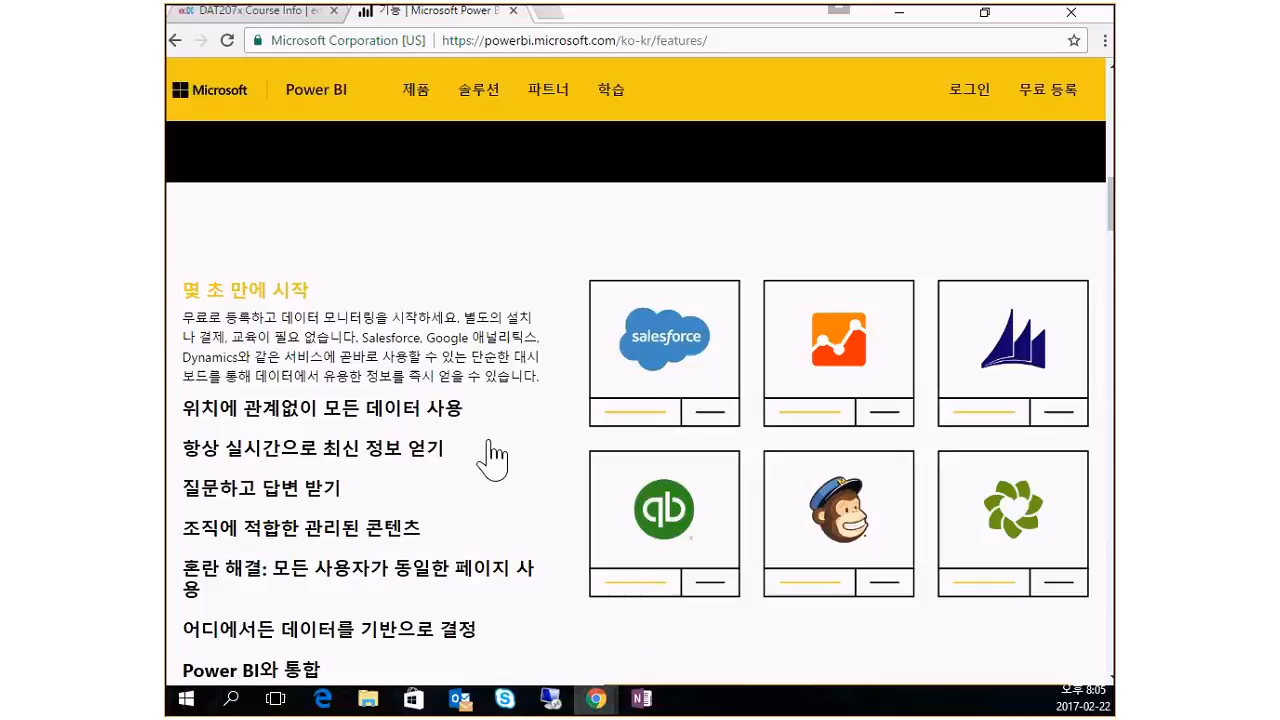 DAT207x Course Info | e
기능 | Microsoft Power B
Microsoft Corporation [US]
https://powerbi.microsoft.com/ko-kr/features/
Microsoft
Power BI
제품
솔루션
파트너
학습
로그인
무료 등록
몇 초 만에 시작
무료로 등록하고 데이터 모니터링을 시작하세요. 별도의 설치
나 결제, 교육이 필요 없습니다. Salesforce, Google 애널리틱스,
Dynamics와 같은 서비스에 곧바로 사용할 수 있는 단순한 대시
보드를 통해 데이터에서 유용한 정보를 즉시 얻을 수 있습니다.
위치에 관계없이 모든 데이터 사용
항상 실시간으로 최신 정보 얻기
질문하고 답변 받기
조직에 적합한 관리된 콘텐츠
혼란 해결: 모든 사용자가 동일한 페이지 사
용
어디에서든 데이터를 기반으로 결정
Power BI와 통합
salesforce
qb
오후 8:05
2017-02-22